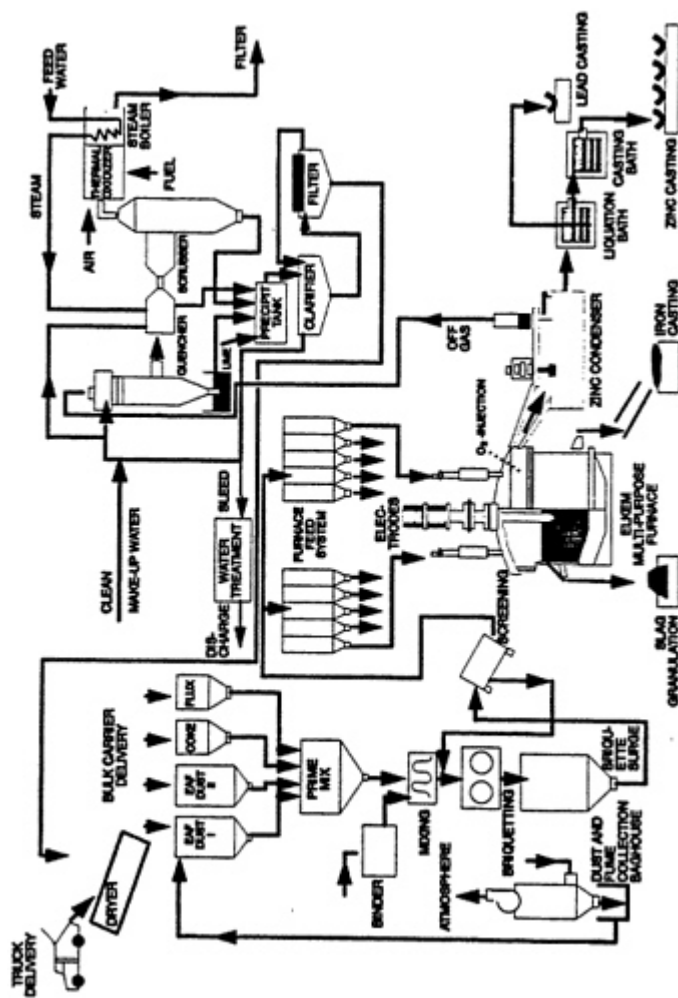 TRUCK
DELIVERY
DRYER
BULK CARRIER
DELIVERY
EAF
DUST
I
EAF
DUST
II
COKE
FLUX
PRIME
MIX
BINDER
MIXING
ATMOSPHERE
BRIQUETTING
DUST AND
FUME
COLLECTION
BAGHOUSE
BRIQU-
ETTE
SURGE
CLEAN
MAKE-UP WATER
DIS-
CHARGE
WATER
TREATMENT
BLEED
FURNACE
FEED
SYSTEM
ELEC-
TRODES
SCREENING
O₂-INJECTION
ELKEM
MULTI-PURPOSE
FURNACE
SLAG
GRANULATION
STEAM
FEED
WATER
AIR
THERMAL
OXIDIZER
STEAM
BOILER
FUEL
FILTER
QUENCHER
SCRUBBER
LIME
PRECIPIT
TANK
CLARIFIER
FILTER
OFF
GAS
ZINC CONDENSER
IRON
CASTING
LIQUATION
BATH
CASTING
BATH
LEAD CASTING
ZINC CASTING